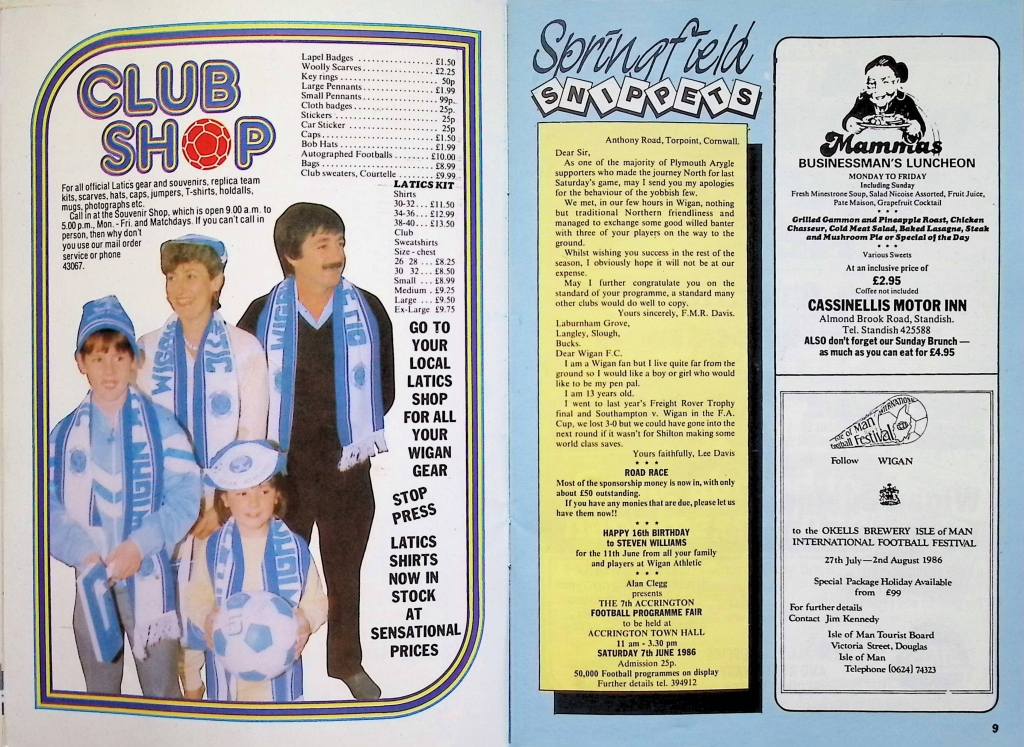 CLUB
SHOP
For all official Latics gear and souvenirs, replica team
kits, scarves, hats, caps, jumpers, T-shirts, holdalls,
mugs, photographs etc.
Call in at the Souvenir Shop, which is open 9.00 a.m. to
5.00 p.m., Mon. - Fri. and Matchdays. If you can't call in
person, then why don't
you use our mail order
service or phone
43067.
Lapel Badges .................... £1.50
Woolly Scarves .................. £2.25
Key rings ....................... 50p
Large Pennants .................. £1.99
Small Pennants .................. 99p
Cloth badges .................... 25p
Stickers ........................ 25p
Car Sticker ..................... 25p
Caps ............................ £1.50
Bob Hats ........................ £1.99
Autographed Footballs ........... £10.00
Bags ............................ £8.99
Club sweaters, Courtelle ........ £9.99
LATICS KIT
Shirts
30-32 ... £11.50
34-36 ... £12.99
38-40 ... £13.50
Club
Sweatshirts
Size - chest
26 28 ... £8.25
30 32 ... £8.50
Small ... £8.99
Medium . £9.25
Large ... £9.50
Ex-Large £9.75
GO TO
YOUR
LOCAL
LATICS
SHOP
FOR ALL
YOUR
WIGAN
GEAR
STOP
PRESS
LATICS
SHIRTS
NOW IN
STOCK
AT
SENSATIONAL
PRICES
Springfield
SNIPPETS
Anthony Road, Torpoint, Cornwall.
Dear Sir,
As one of the majority of Plymouth Arygle
supporters who made the journey North for last
Saturday's game, may I send you my apologies
for the behaviour of the yobbish few.
We met, in our few hours in Wigan, nothing
but traditional Northern friendliness and
managed to exchange some good willed banter
with three of your players on the way to the
ground.
Whilst wishing you success in the rest of the
season, I obviously hope it will not be at our
expense.
May I further congratulate you on the
standard of your programme, a standard many
other clubs would do well to copy.
Yours sincerely, F.M.R. Davis.
Laburnham Grove,
Langley, Slough,
Bucks.
Dear Wigan F.C.
I am a Wigan fan but I live quite far from the
ground so I would like a boy or girl who would
like to be my pen pal.
I am 13 years old.
I went to last year's Freight Rover Trophy
final and Southampton v. Wigan in the F.A.
Cup, we lost 3-0 but we could have gone into the
next round if it wasn't for Shilton making some
world class saves.
Yours faithfully, Lee Davis
* * *
ROAD RACE
Most of the sponsorship money is now in, with
only about £50 outstanding.
If you have any monies that are due, please let us
have them now!!
* * *
HAPPY 16th BIRTHDAY
to STEVEN WILLIAMS
for the 11th June from all your family
and players at Wigan Athletic
* * *
Alan Clegg
presents
THE 7th ACCRINGTON
FOOTBALL PROGRAMME FAIR
to be held at
ACCRINGTON TOWN HALL
11 am - 3.30 pm
SATURDAY 7th JUNE 1986
Admission 25p.
50,000 Football programmes on display
Further details tel. 394912
Mammas
BUSINESSMAN'S LUNCHEON
MONDAY TO FRIDAY
Including Sunday
Fresh Minestrone Soup, Salad Nicoise Assorted, Fruit Juice,
Pate Maison, Grapefruit Cocktail
* * *
Grilled Gammon and Pineapple Roast, Chicken
Chasseur, Cold Meat Salad, Baked Lasagne, Steak
and Mushroom Pie or Special of the Day
* * *
Various Sweets
At an inclusive price of
£2.95
Coffee not included
CASSINELLIS MOTOR INN
Almond Brook Road, Standish.
Tel. Standish 425588
ALSO don't forget our Sunday Brunch —
as much as you can eat for £4.95
Isle of Man INTERNATIONAL
Football Festival
Follow WIGAN
to the OKELLS BREWERY ISLE of MAN
INTERNATIONAL FOOTBALL FESTIVAL
27th July—2nd August 1986
Special Package Holiday Available
from £99
For further details
Contact Jim Kennedy
Isle of Man Tourist Board
Victoria Street, Douglas
Isle of Man
Telephone (0624) 74323
9